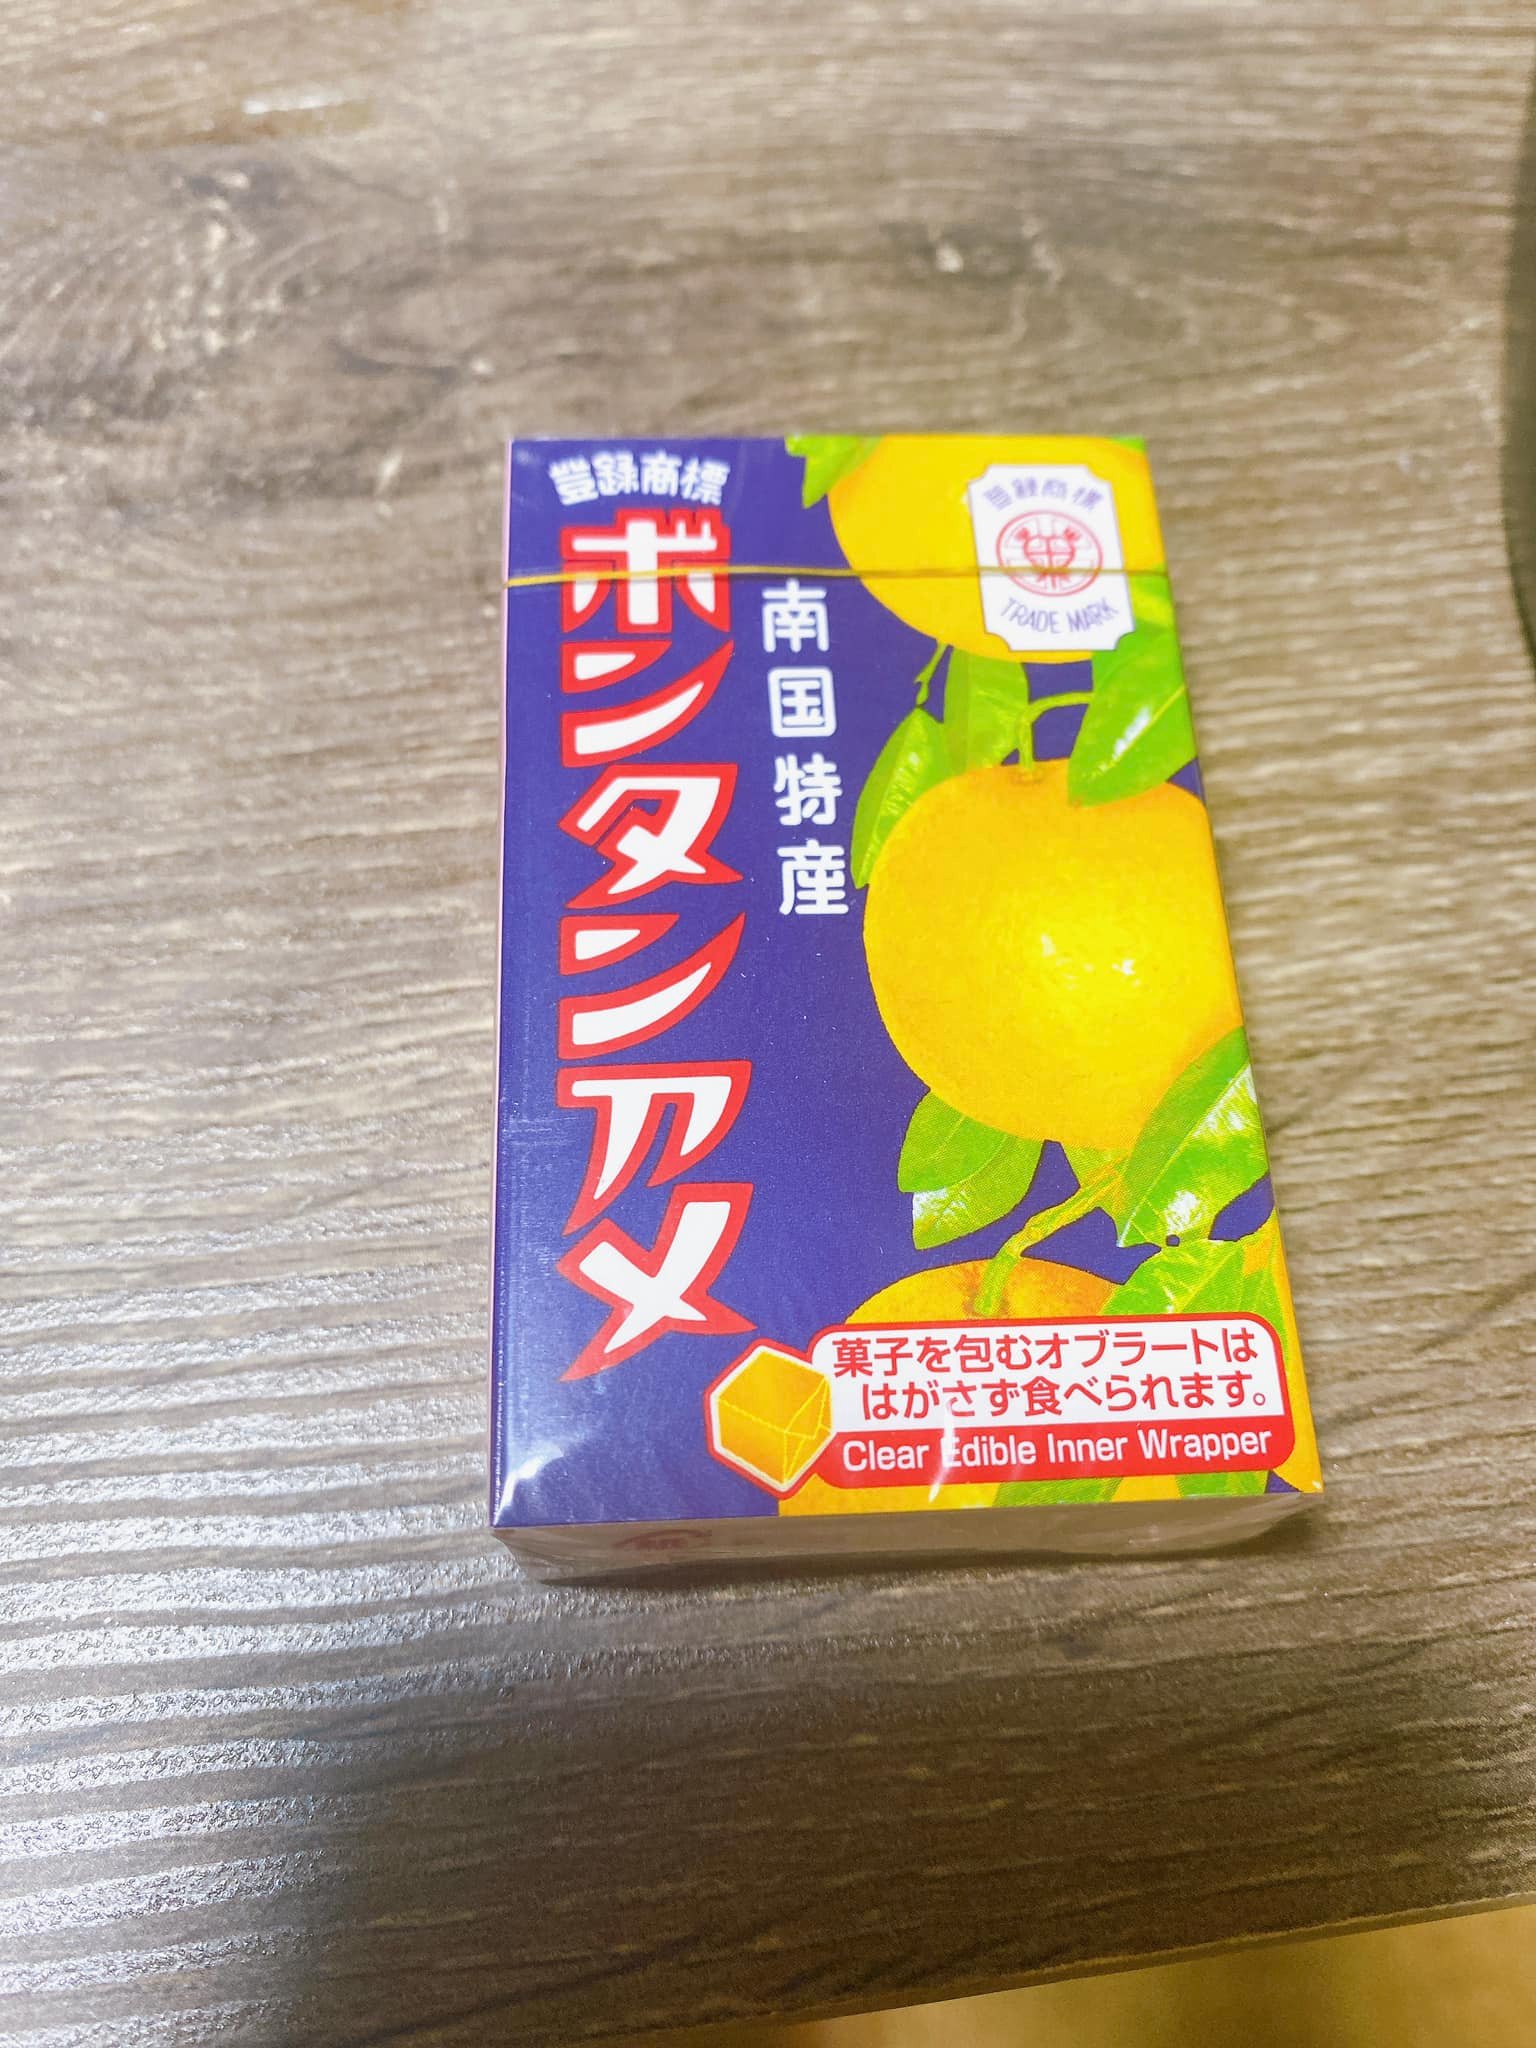 登録商標
ボンタンアメ
南国特産
登録商標
TRADE MARK
菓子を包むオブラートは
はがさず食べられます。
Clear Edible Inner Wrapper